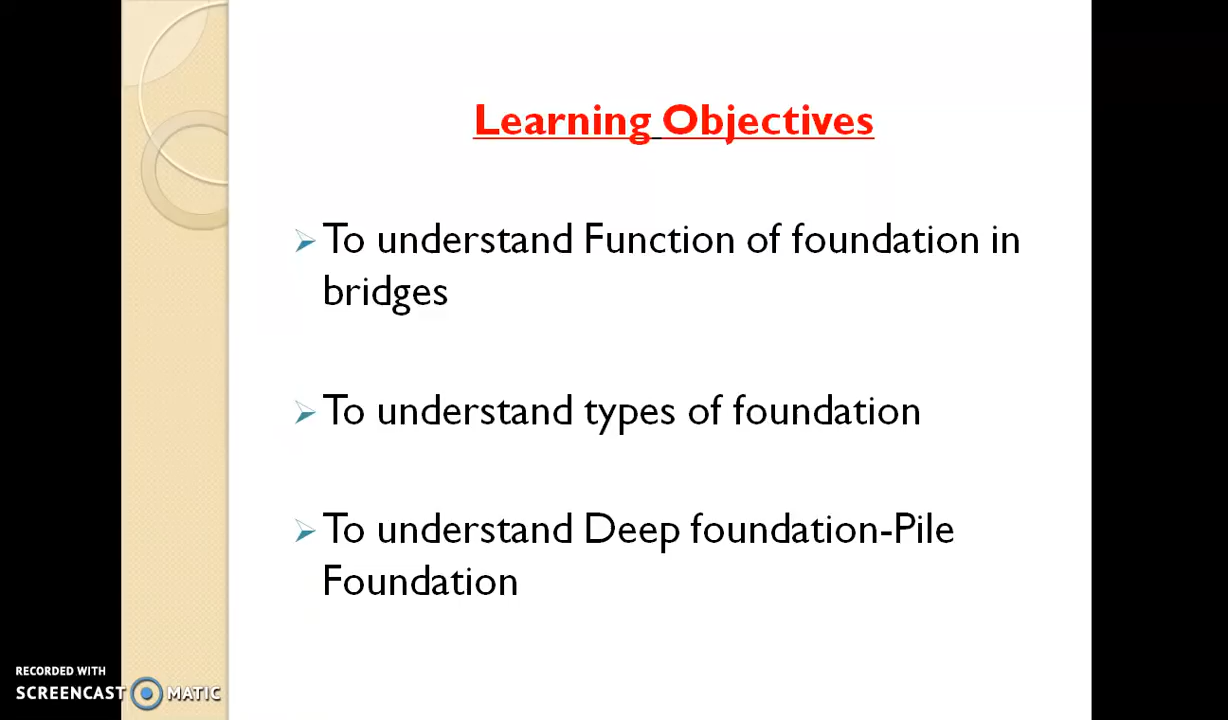 Learning Objectives
To understand Function of foundation in
bridges
To understand types of foundation
To understand Deep foundation-Pile
Foundation
RECORDED WITH
SCREENCAST MATIC